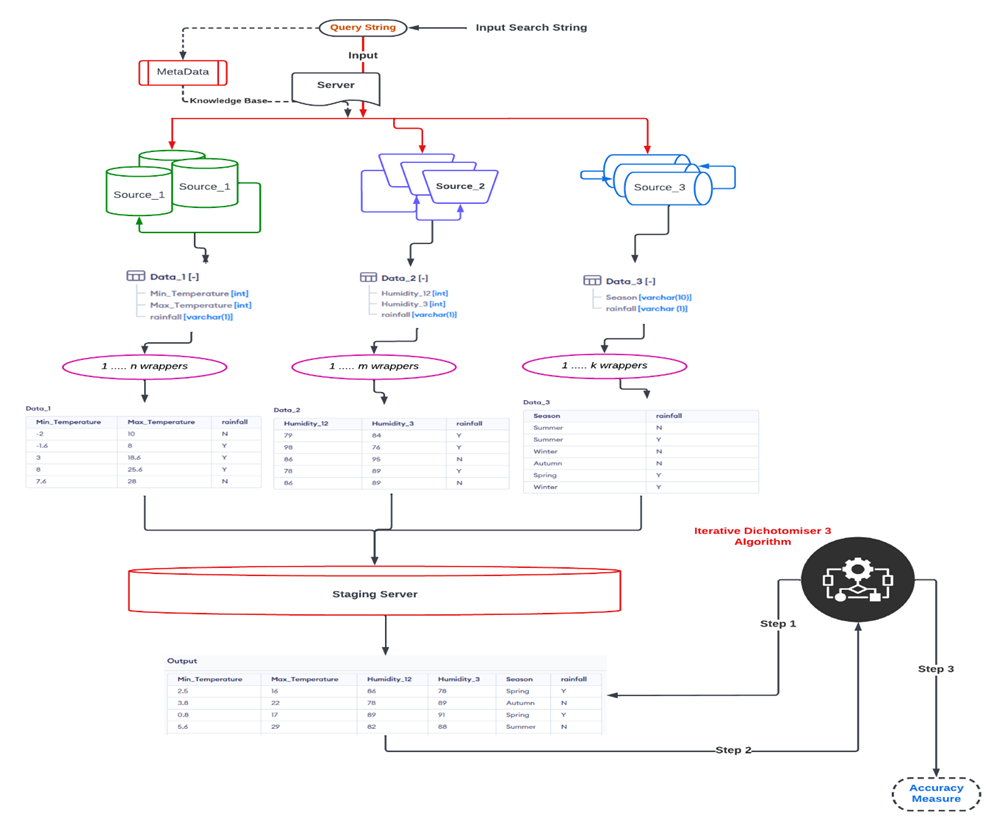 Query String
Input Search String
Input
MetaData
Server
Knowledge Base
Source_1
Source_1
Source_2
Source_3
Data_1 [-]
Min_Temperature [int]
Max_Temperature [int]
rainfall [varchar(1)]
Data_2 [-]
Humidity_12 [int]
Humidity_3 [int]
rainfall [varchar(1)]
Data_3 [-]
Season [varchar(10)]
rainfall [varchar (1)]
1 ..... n wrappers
1 ..... m wrappers
1 ..... k wrappers
Data_1
Min_Temperature Max_Temperature rainfall
-2 10 N
-1.6 8 Y
3 18.6 Y
8 25.6 Y
7.6 28 N
Data_2
Humidity_12 Humidity_3 rainfall
79 84 Y
98 76 Y
86 95 N
78 89 Y
86 89 N
Data_3
Season rainfall
Summer N
Summer Y
Winter N
Autumn N
Spring Y
Winter Y
Iterative Dichotomiser 3
Algorithm
Staging Server
Step 1
Step 3
Output
Min_Temperature Max_Temperature Humidity_12 Humidity_3 Season rainfall
2.5 16 86 78 Spring Y
3.8 22 78 89 Autumn N
0.8 17 89 91 Spring Y
5.6 29 82 88 Summer N
Step 2
Accuracy
Measure